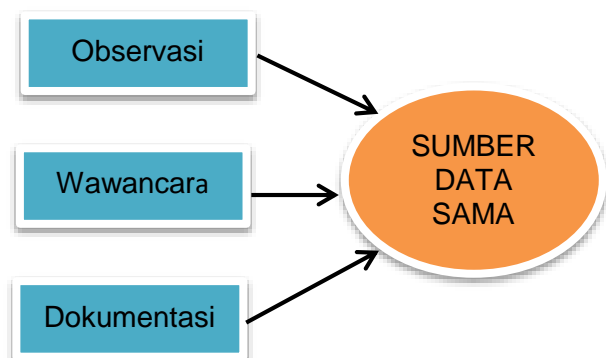 Observasi
Wawancara
Dokumentasi
SUMBER
DATA
SAMA